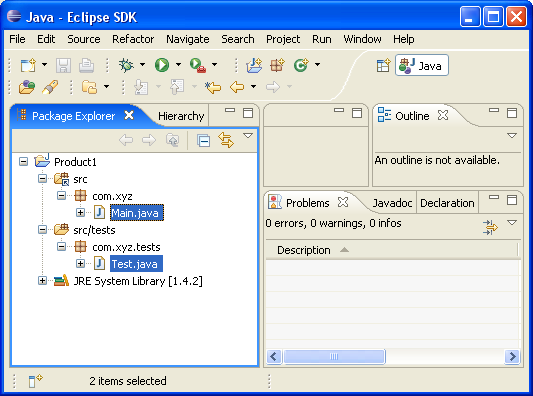 Java - Eclipse SDK
File Edit Source Refactor Navigate Search Project Run Window Help
Java
Package Explorer Hierarchy
Outline
Product1
An outline is not available.
src
com.xyz
Main.java
Problems Javadoc Declaration
src/tests
0 errors, 0 warnings, 0 infos
com.xyz.tests
Description
Test.java
JRE System Library [1.4.2]
2 items selected